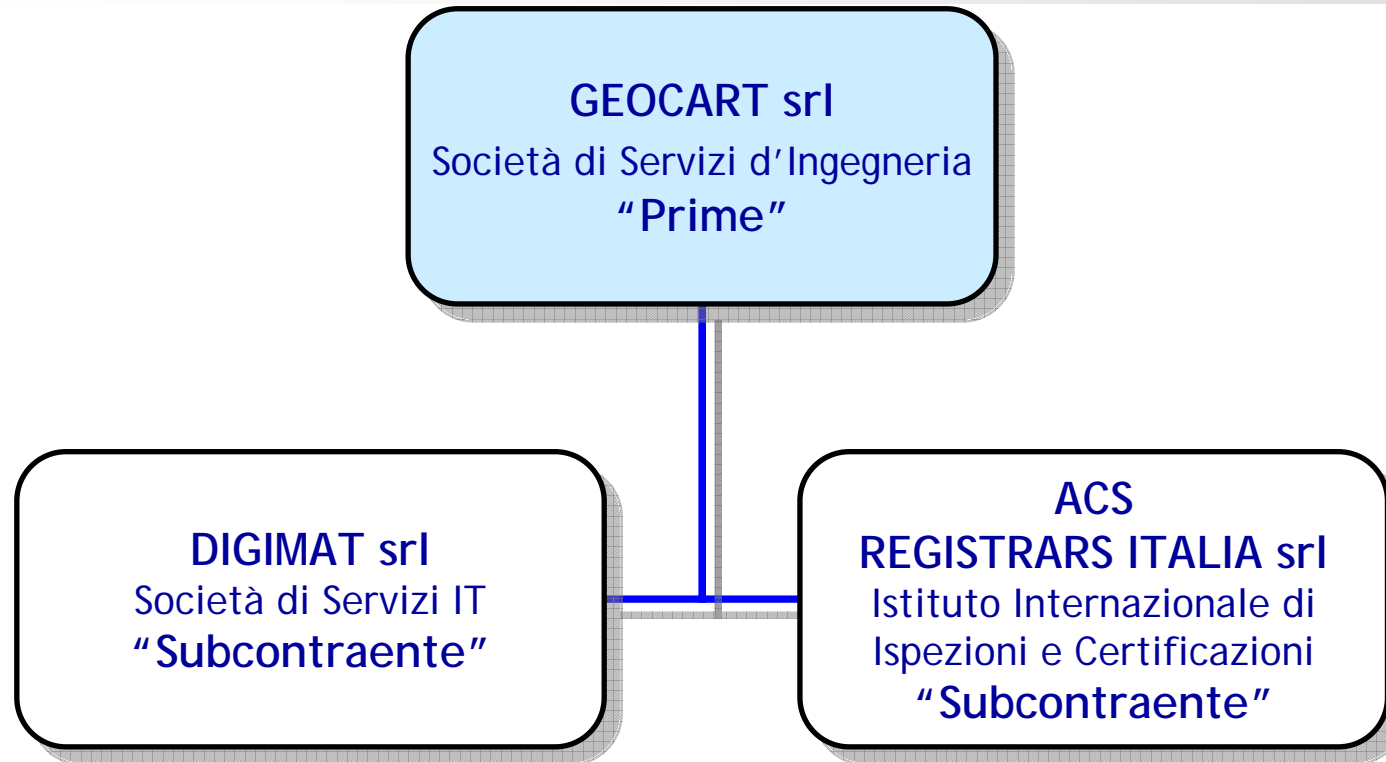 GEOCART srl
Società di Servizi d'Ingegneria
“Prime”
DIGIMAT srl
Società di Servizi IT
“Subcontraente”
ACS
REGISTRARS ITALIA srl
Istituto Internazionale di
Ispezioni e Certificazioni
“Subcontraente”